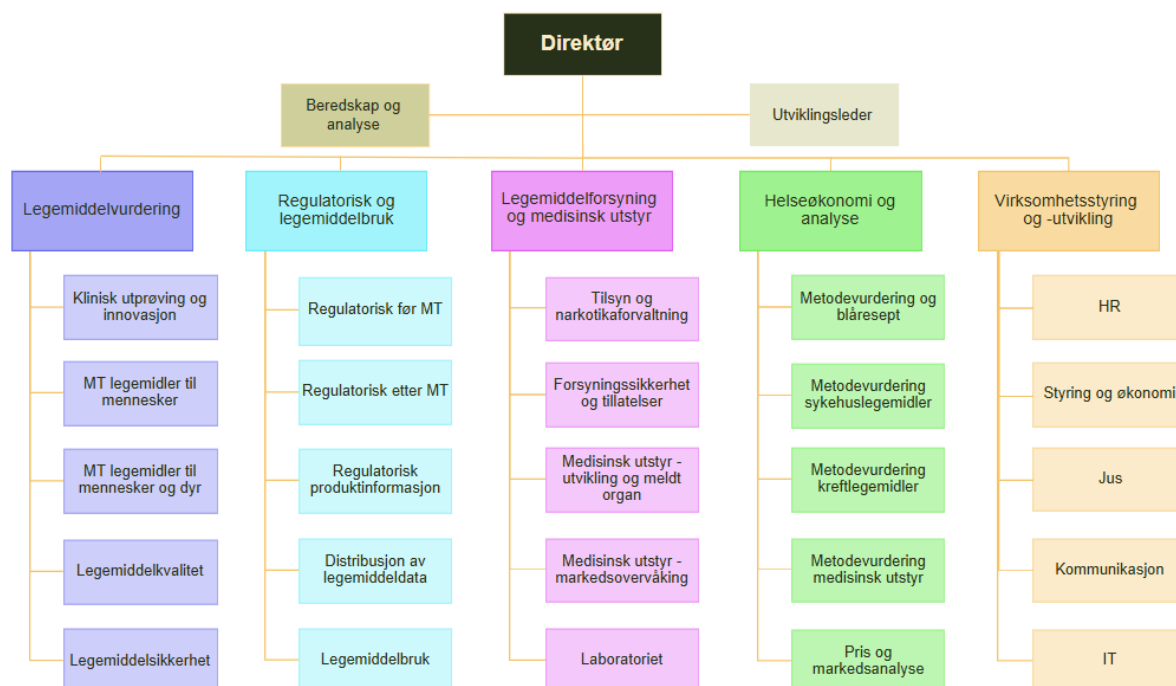 Direktør
Beredskap og
analyse
Utviklingsleder
Legemiddelvurdering
Regulatorisk og
legemiddelbruk
Legemiddelforsyning
og medisinsk utstyr
Helseøkonomi og
analyse
Virksomhetsstyring
og -utvikling
Klinisk utprøving og
innovasjon
MT legemidler til
mennesker
MT legemidler til
mennesker og dyr
Legemiddelkvalitet
Legemiddelsikkerhet
Regulatorisk før MT
Regulatorisk etter MT
Regulatorisk
produktinformasjon
Distribusjon av
legemiddeldata
Legemiddelbruk
Tilsyn og
narkotikaforvaltning
Forsyningssikkerhet
og tillatelser
Medisinsk utstyr -
utvikling og meldt
organ
Medisinsk utstyr -
markedsovervåking
Laboratoriet
Metodevurdering og
blåresept
Metodevurdering
sykehuslegemidler
Metodevurdering
kreftlegemidler
Metodevurdering
medisinsk utstyr
Pris og
markedsanalyse
HR
Styring og økonomi
Jus
Kommunikasjon
IT